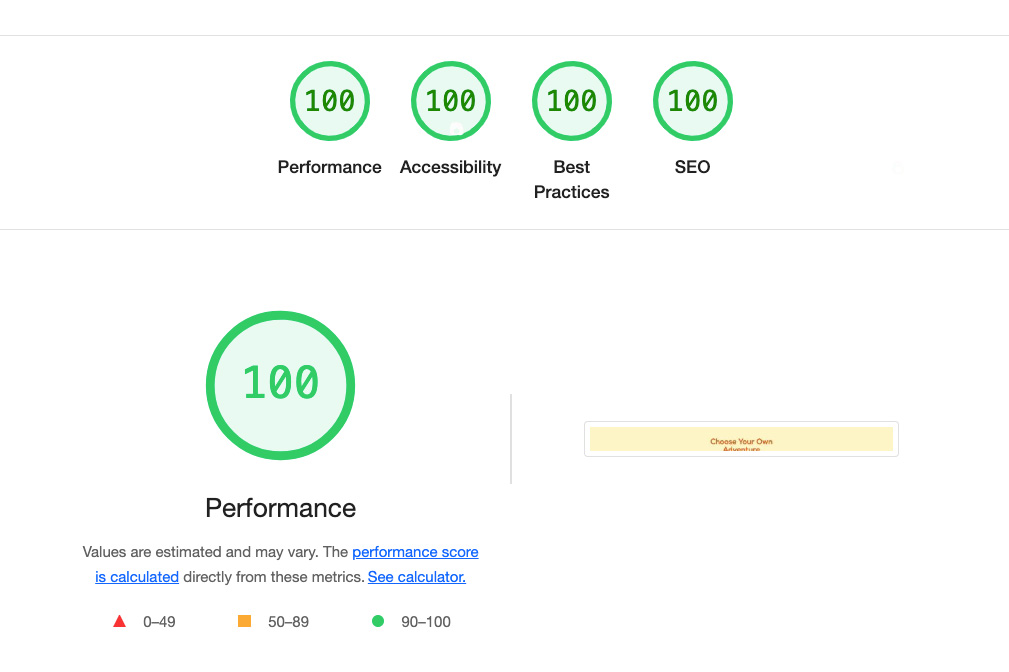 100
100
100
100
Performance
Accessibility
Best
Practices
SEO
100
Performance
Values are estimated and may vary. The performance score
is calculated directly from these metrics. See calculator.
0–49
50–89
90–100
Choose Your Own
Adventure